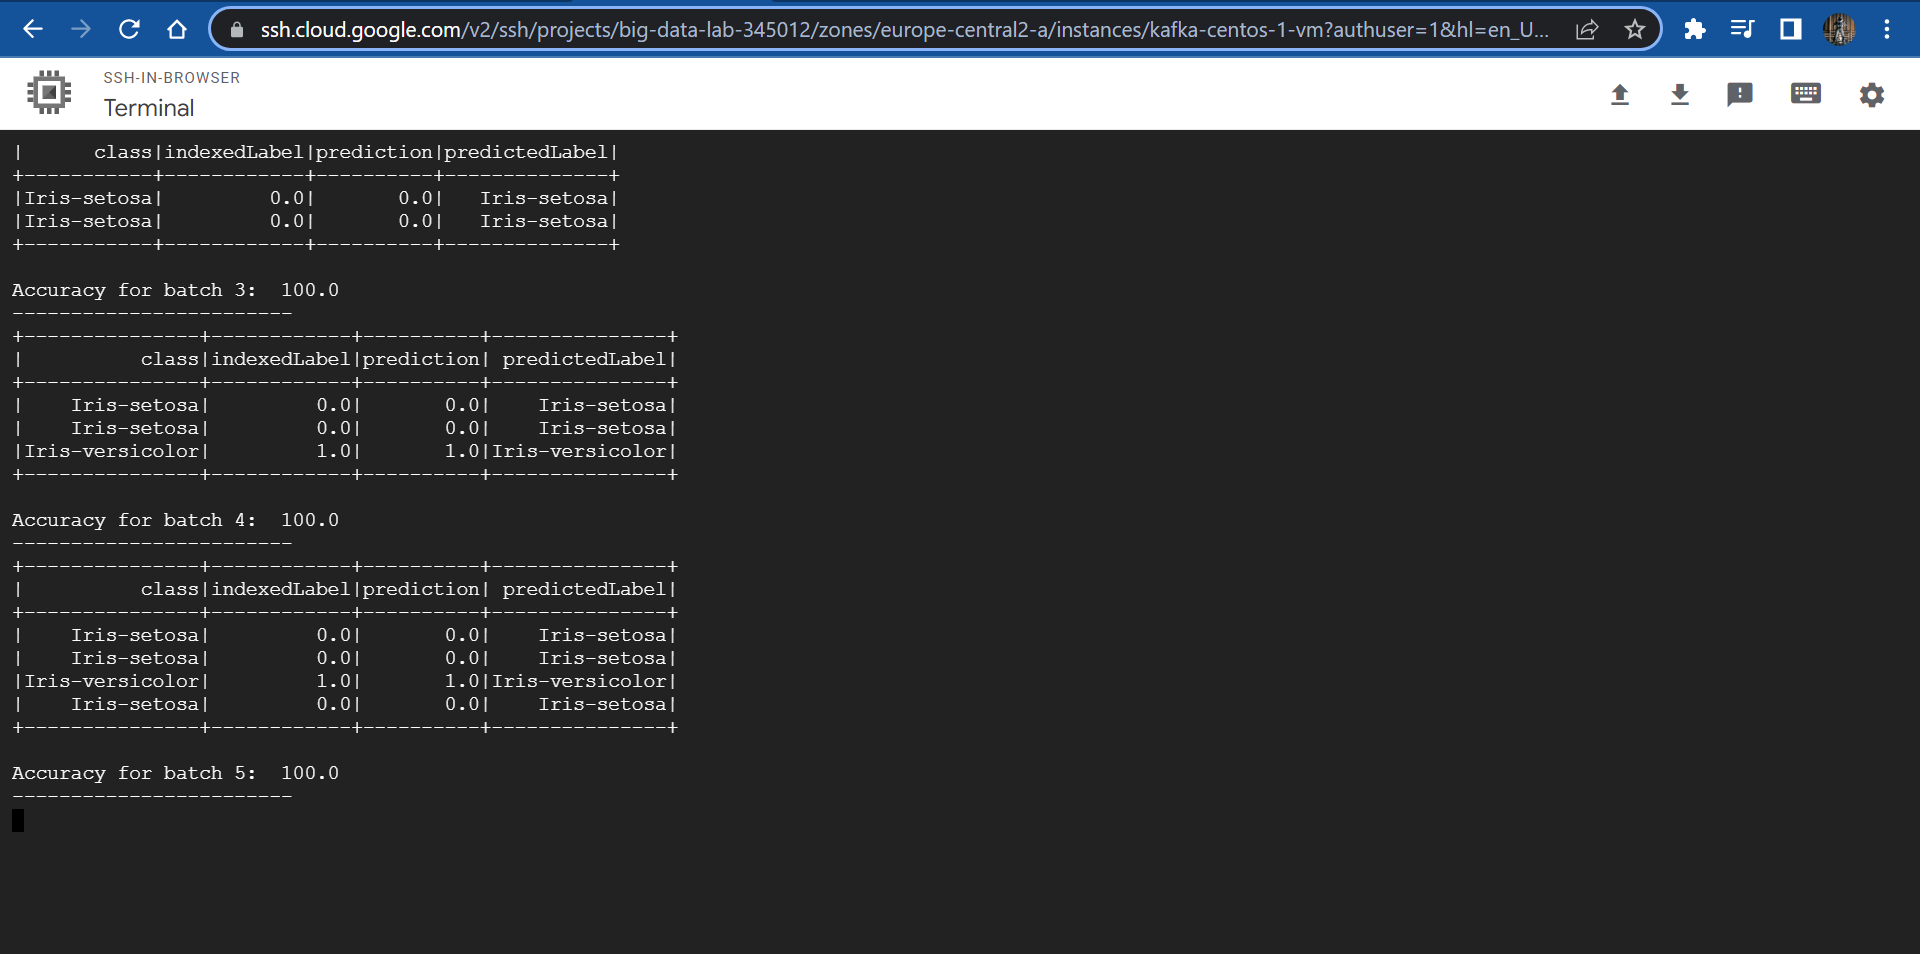 ssh.cloud.google.com/v2/ssh/projects/big-data-lab-345012/zones/europe-central2-a/instances/kafka-centos-1-vm?authuser=1&hl=en_U...
SSH-IN-BROWSER
Terminal
|      class|indexedLabel|prediction|predictedLabel|
+-----------+------------+----------+--------------+
|Iris-setosa|         0.0|       0.0|   Iris-setosa|
|Iris-setosa|         0.0|       0.0|   Iris-setosa|
+-----------+------------+----------+--------------+
Accuracy for batch 3:  100.0
------------------------
+---------------+------------+----------+---------------+
|          class|indexedLabel|prediction| predictedLabel|
+---------------+------------+----------+---------------+
|    Iris-setosa|         0.0|       0.0|    Iris-setosa|
|    Iris-setosa|         0.0|       0.0|    Iris-setosa|
|Iris-versicolor|         1.0|       1.0|Iris-versicolor|
+---------------+------------+----------+---------------+
Accuracy for batch 4:  100.0
------------------------
+---------------+------------+----------+---------------+
|          class|indexedLabel|prediction| predictedLabel|
+---------------+------------+----------+---------------+
|    Iris-setosa|         0.0|       0.0|    Iris-setosa|
|    Iris-setosa|         0.0|       0.0|    Iris-setosa|
|Iris-versicolor|         1.0|       1.0|Iris-versicolor|
|    Iris-setosa|         0.0|       0.0|    Iris-setosa|
+---------------+------------+----------+---------------+
Accuracy for batch 5:  100.0
------------------------